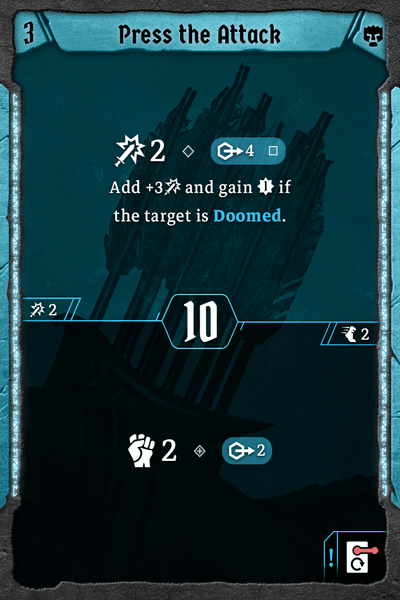 3 Press the Attack
2 4
Add +3 and gain 1 if
the target is Doomed.
2
10
2
2 2
!